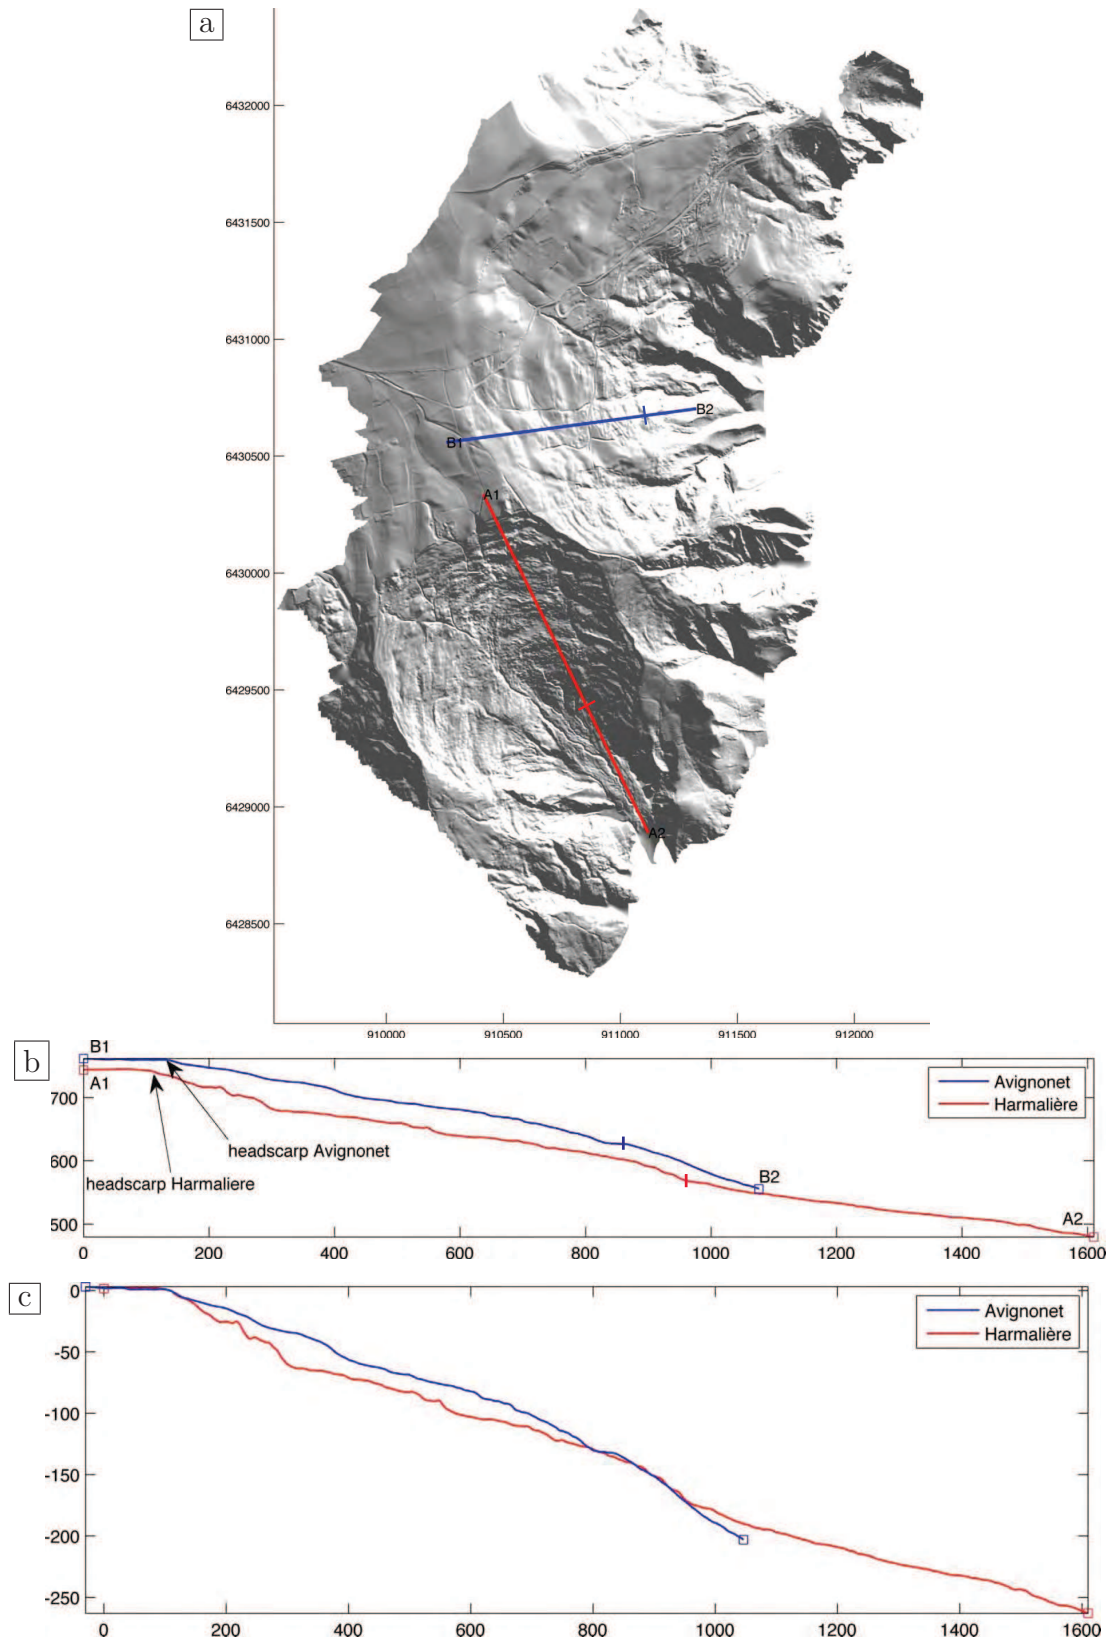 a
6432000
6431500
6431000
B2
B1
6430500
A1
6430000
6429500
6429000
A2
6428500
910000 910500 911000 911500 912000
b
B1
A1
Avignonet
Harmalière
700
headscarp Avignonet
headscarp Harmaliere
600
B2
500
A2
0 200 400 600 800 1000 1200 1400 1600
c
0
Avignonet
Harmalière
-50
-100
-150
-200
-250
0 200 400 600 800 1000 1200 1400 1600